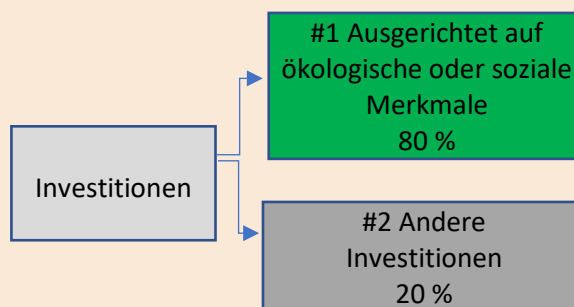 #1 Ausgerichtet auf
ökologische oder soziale
Merkmale
80 %
Investitionen
#2 Andere
Investitionen
20 %